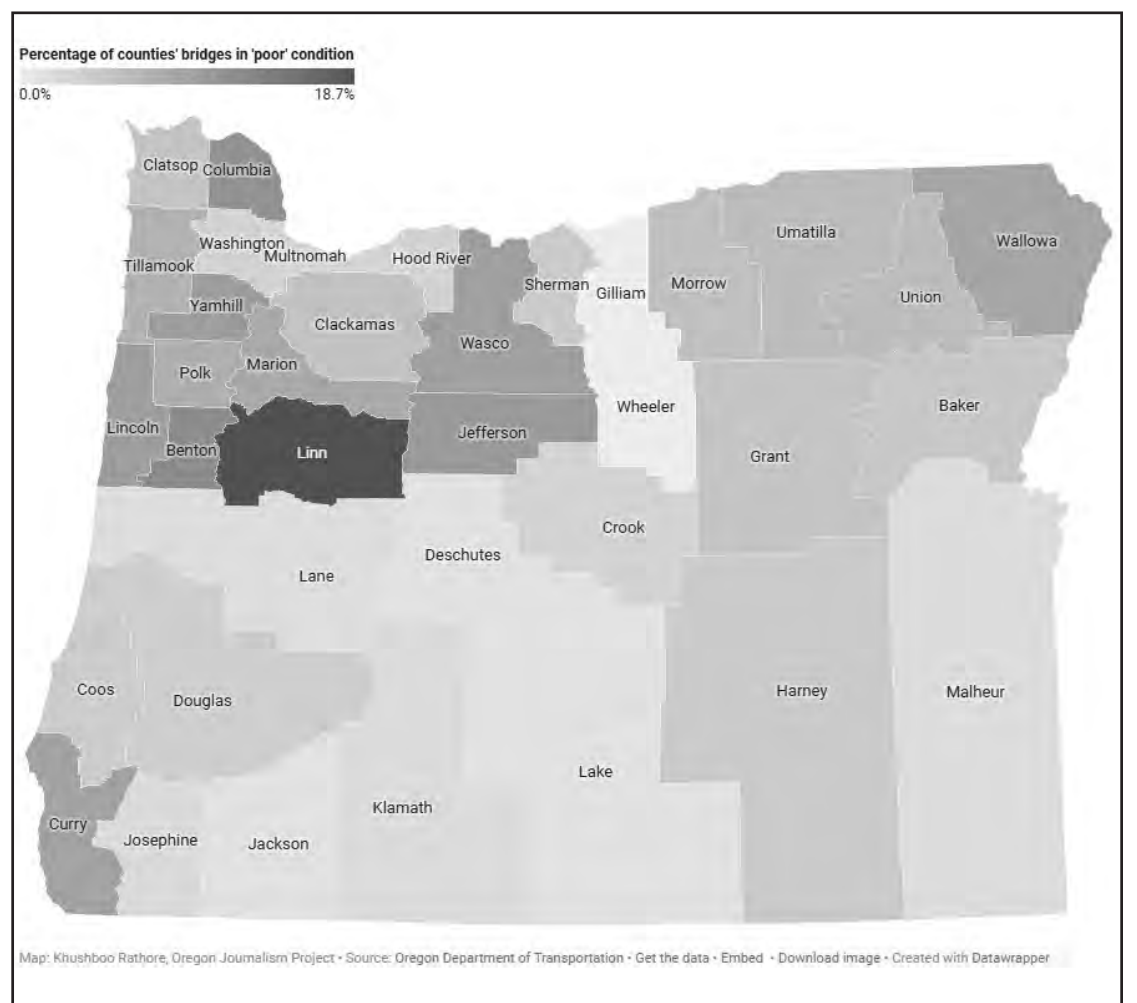 Percentage of counties' bridges in 'poor' condition
0.0% 18.7%
Clatsop Columbia
Washington
Multnomah
Hood River
Tillamook
Yamhill
Clackamas
Sherman
Gilliam
Morrow
Umatilla
Union
Wallowa
Wasco
Polk
Marion
Lincoln
Benton
Linn
Jefferson
Wheeler
Grant
Baker
Crook
Deschutes
Lane
Coos
Douglas
Harney
Malheur
Lake
Klamath
Curry
Josephine
Jackson
Map: Khushboo Rathore, Oregon Journalism Project • Source: Oregon Department of Transportation • Get the data • Embed • Download image • Created with Datawrapper